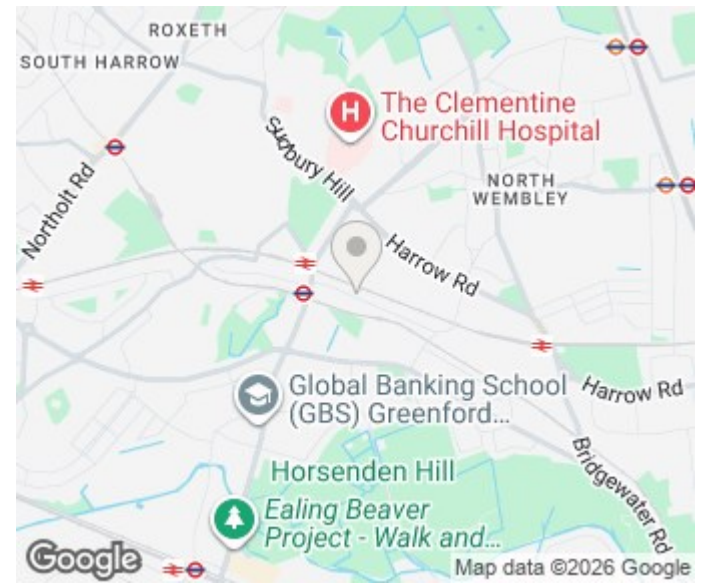 ROXETH
SOUTH HARROW
H
The Clementine
Churchill Hospital
Sudbury Hill
Northolt Rd
NORTH
WEMBLEY
Harrow Rd
Global Banking School
(GBS) Greenford...
Harrow Rd
Bridgewater Rd
Horsenden Hill
Ealing Beaver
Project - Walk and...
Google
Map data ©2026 Google